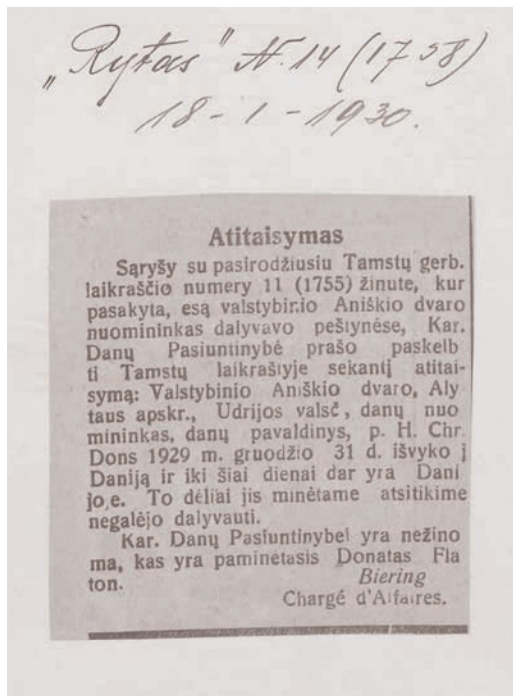 „Rytas" N. 14 (1758)
18 - 1 - 1930.
Atitaisymas
Sąryšy su pasirodžiusiu Tamstų gerb.
laikraščio numery 11 (1755) žinute, kur
pasakyta, esą valstybinio Aniškio dvaro
nuomininkas dalyvavo peštynėse, Kar.
Danų Pasiuntinybė prašo paskelb
ti Tamstų laikraštyje sekantį atitai-
symą: Valstybinio Aniškio dvaro, Aly
taus apskr., Udrijos valsč, danų nuo
mininkas, danų pavaldinys, p. H. Chr.
Dons 1929 m. gruodžio 31 d. išvyko į
Daniją ir iki šiai dienai dar yra Dani
jo,e. To dėliai jis minėtame atsitikime
negalėjo dalyvauti.
Kar. Danų Pasiuntinybei yra nežino
ma, kas yra paminėtasis Donatas Fla
ton.
Biering
Chargé d'Afaires.